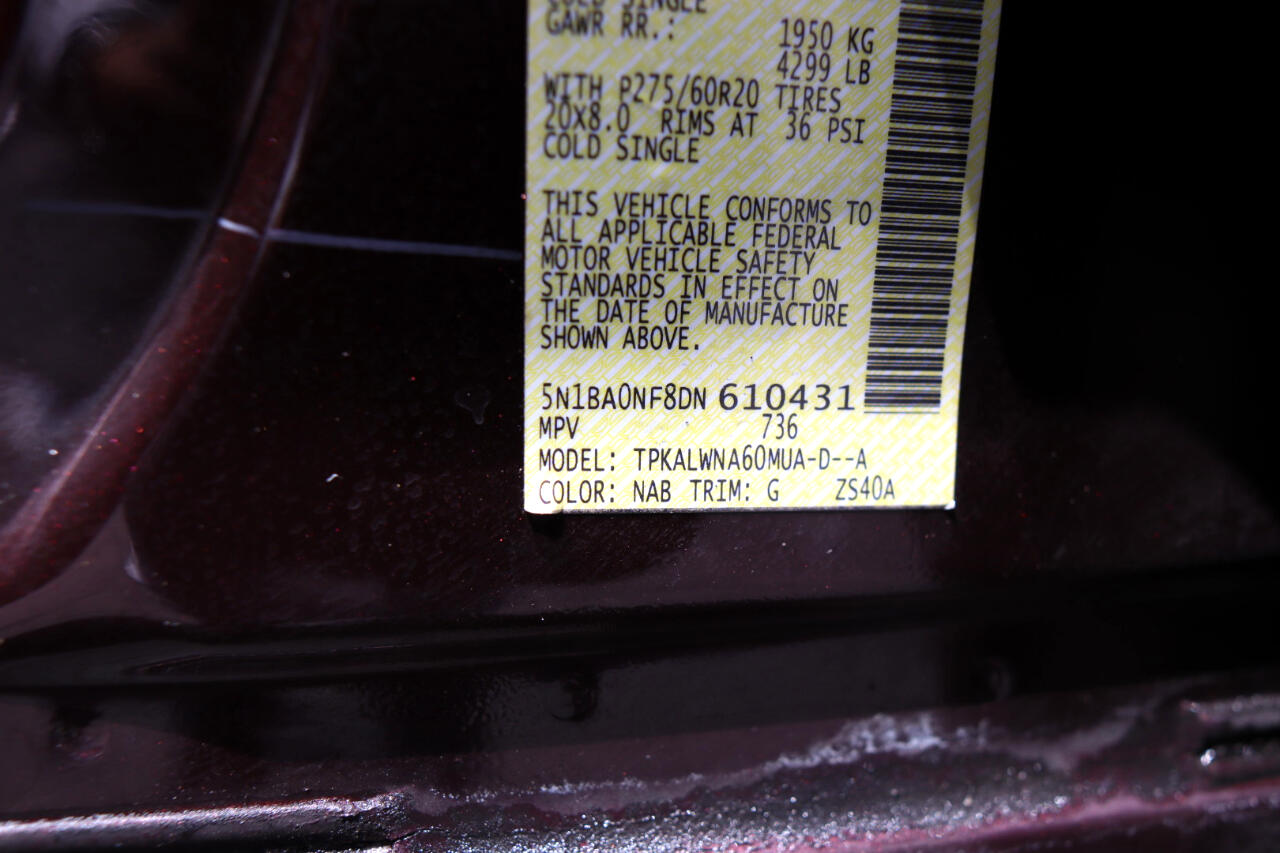 COLD SINGLE
GAWR RR.: 1950 KG
4299 LB
WITH P275/60R20 TIRES
20X8.0 RIMS AT 36 PSI
COLD SINGLE
THIS VEHICLE CONFORMS TO
ALL APPLICABLE FEDERAL
MOTOR VEHICLE SAFETY
STANDARDS IN EFFECT ON
THE DATE OF MANUFACTURE
SHOWN ABOVE.
5N1BA0NF8DN 610431
MPV 736
MODEL: TPKALWNA60MUA-D--A
COLOR: NAB TRIM: G ZS40A